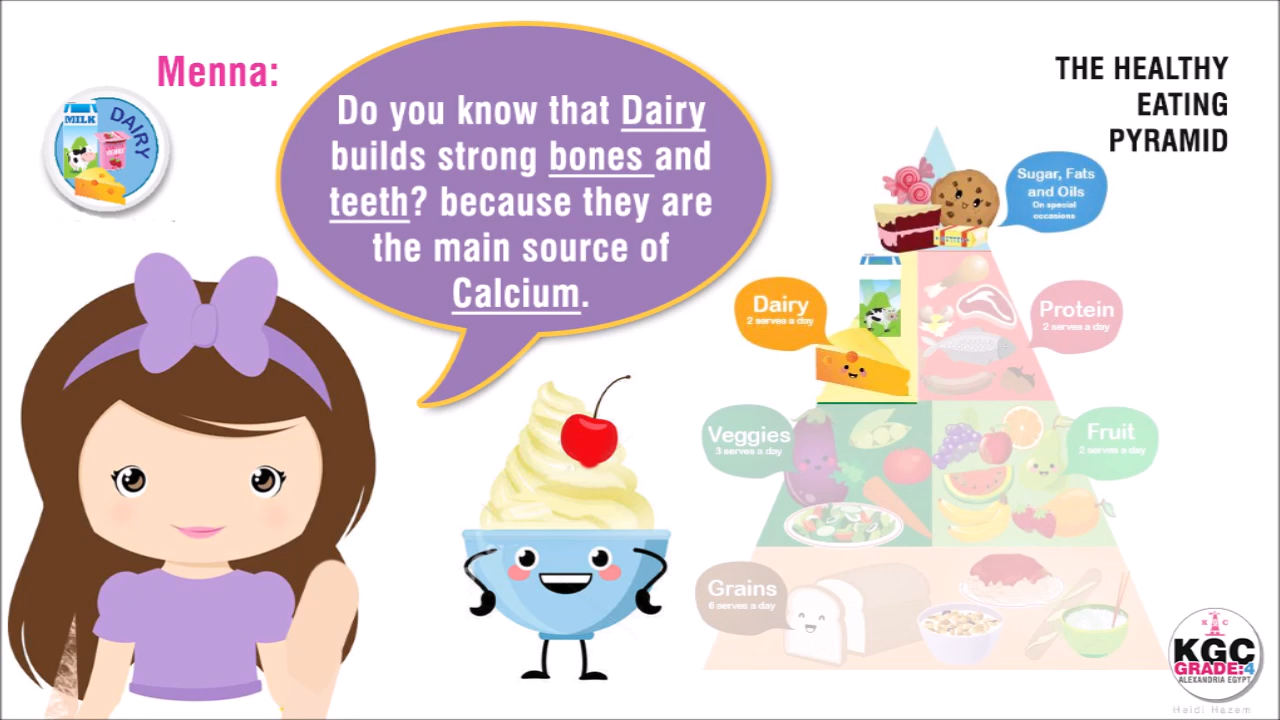 Menna:
MILK
DAIRY
Do you know that Dairy
builds strong bones and
teeth? because they are
the main source of
Calcium.
THE HEALTHY
EATING
PYRAMID
Sugar, Fats
and Oils
On special
occasions
Dairy
2 serves a day
Protein
2 serves a day
Veggies
3 serves a day
Fruit
2 serves a day
Grains
6 serves a day
K C
KGC
GRADE:4
ALEXANDRIA EGYPT
Heidi Hazem